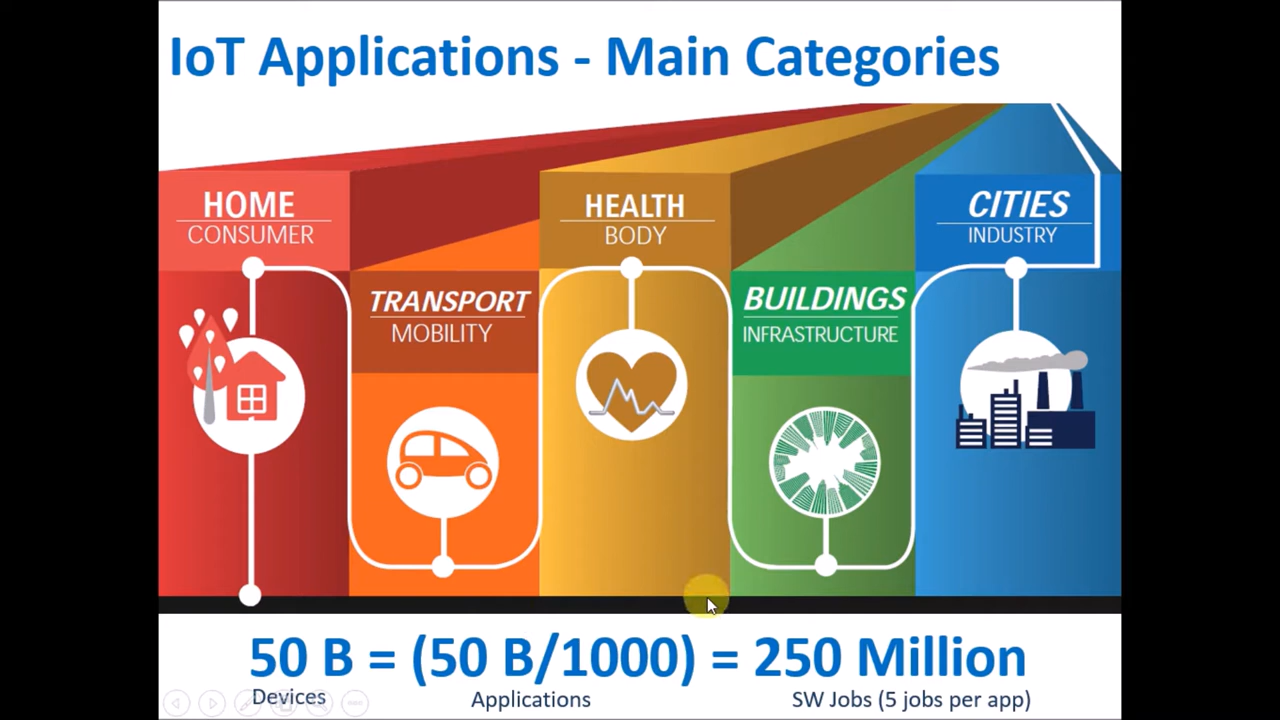 IoT Applications - Main Categories
HOME
CONSUMER
TRANSPORT
MOBILITY
HEALTH
BODY
BUILDINGS
INFRASTRUCTURE
CITIES
INDUSTRY
50 B = (50 B/1000) = 250 Million
Devices Applications SW Jobs (5 jobs per app)